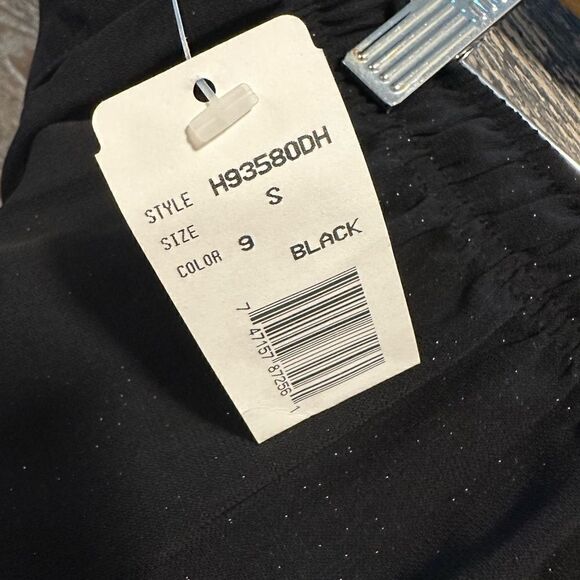 STYLE H93580DH
SIZE S
COLOR 9 BLACK
7 47157 87256 1